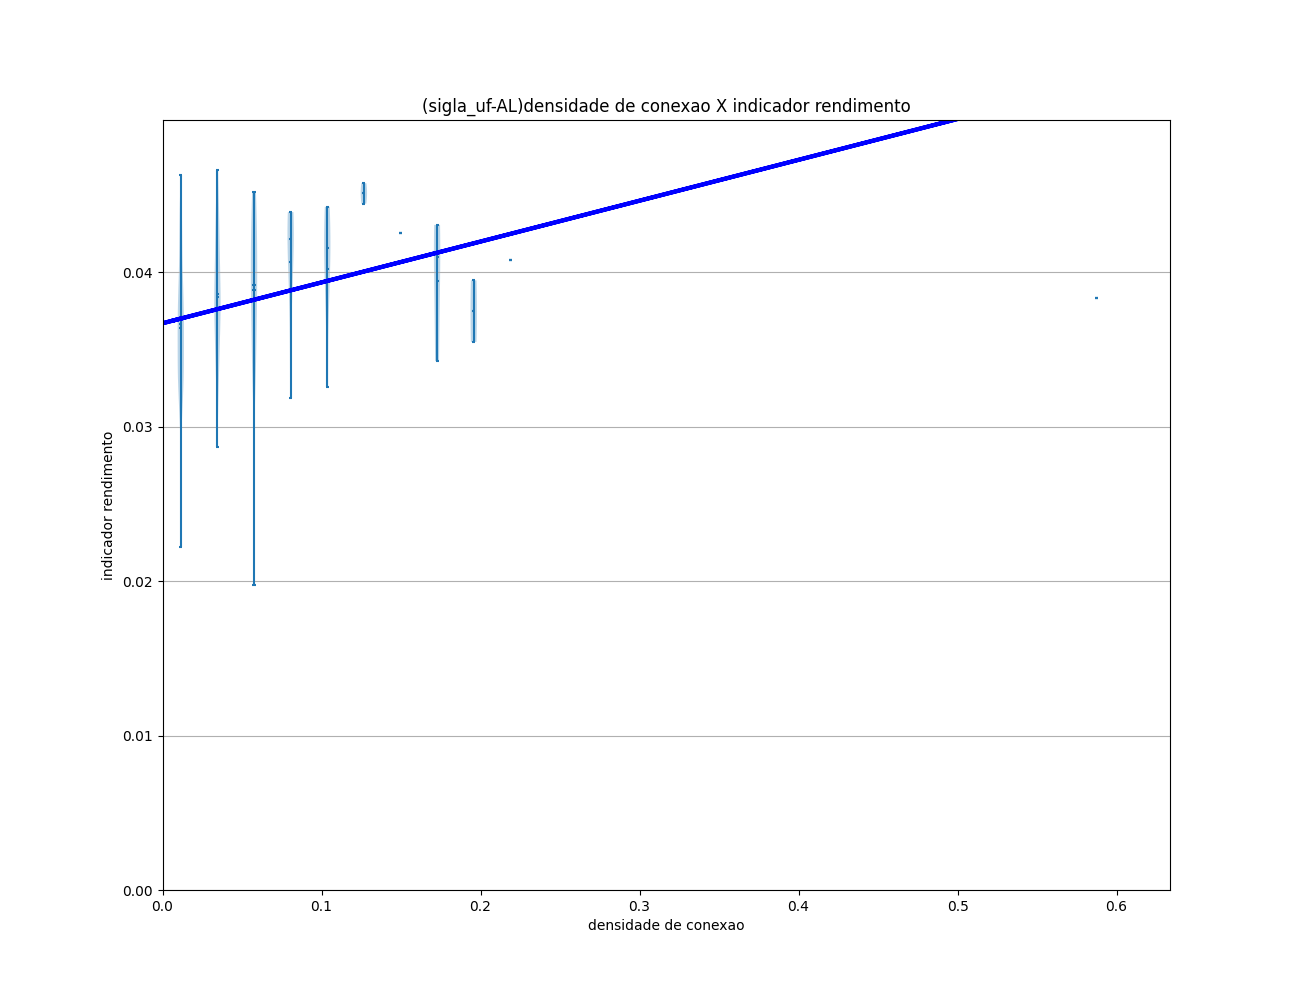 (sigla_uf-AL)densidade de conexao X indicador rendimento
indicador rendimento
0.04
0.03
0.02
0.01
0.00
0.0 0.1 0.2 0.3 0.4 0.5 0.6
densidade de conexao